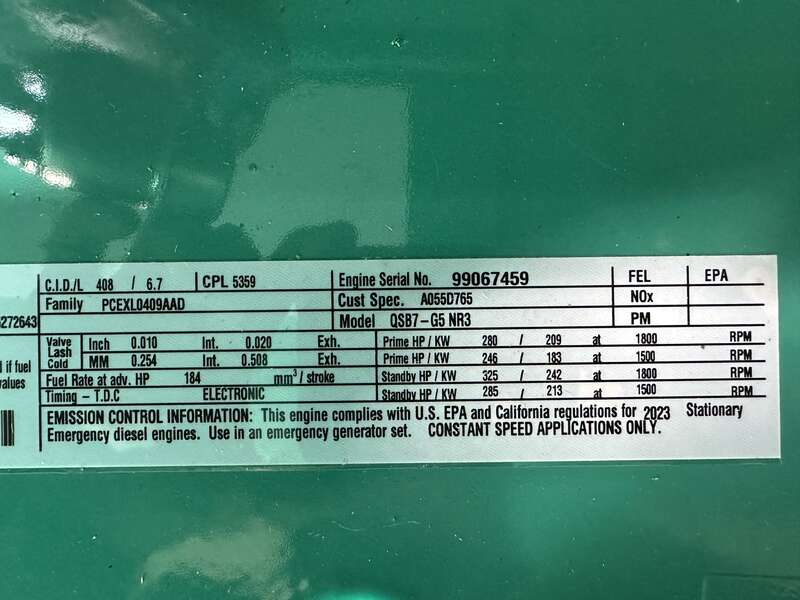 C.I.D./L 408 / 6.7 CPL 5359 Engine Serial No. 99067459 FEL EPA
Family PCEXL0409AAD Cust Spec. A055D765 NOx
6272643 Model QSB7-G5 NR3 PM
Valve Lash Cold Inch 0.010 Int. 0.020 Exh. Prime HP / KW 280 / 209 at 1800 RPM
MM 0.254 Int. 0.508 Exh. Prime HP / KW 246 / 183 at 1500 RPM
if fuel Fuel Rate at adv. HP 184 mm³ / stroke Standby HP / KW 325 / 242 at 1800 RPM
values Timing - T.D.C ELECTRONIC Standby HP / KW 285 / 213 at 1500 RPM
EMISSION CONTROL INFORMATION: This engine complies with U.S. EPA and California regulations for 2023 Stationary
Emergency diesel engines. Use in an emergency generator set. CONSTANT SPEED APPLICATIONS ONLY.